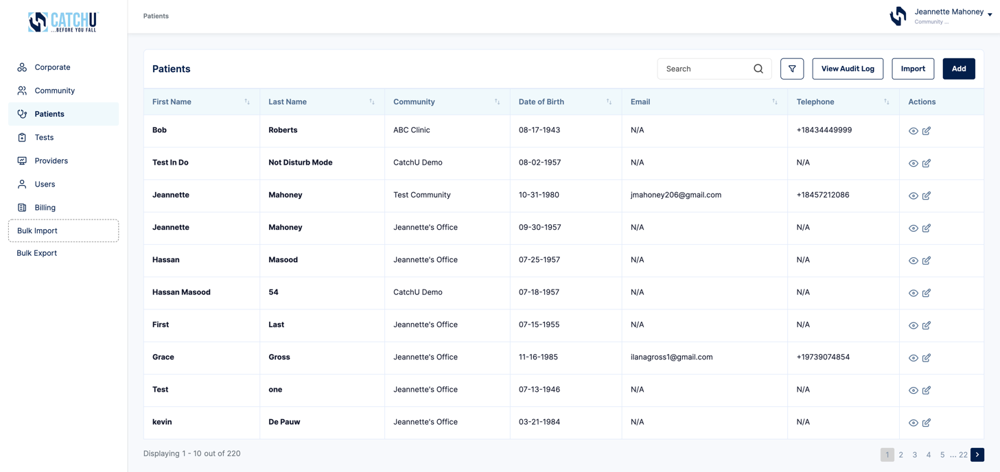 CATCHU™
...BEFORE YOU FALL
Patients
Jeannette Mahoney
Community ...
Corporate
Community
Patients
Tests
Providers
Users
Billing
Bulk Import
Bulk Export
Patients
Search
View Audit Log
Import
Add
First Name Last Name Community Date of Birth Email Telephone Actions
Bob Roberts ABC Clinic 08-17-1943 N/A +18434449999
Test In Do Not Disturb Mode CatchU Demo 08-02-1957 N/A N/A
Jeannette Mahoney Test Community 10-31-1980 jmahoney206@gmail.com +18457212086
Jeannette Mahoney Jeannette's Office 09-30-1957 N/A N/A
Hassan Masood Jeannette's Office 07-25-1957 N/A N/A
Hassan Masood 54 CatchU Demo 07-18-1957 N/A N/A
First Last Jeannette's Office 07-15-1955 N/A N/A
Grace Gross Jeannette's Office 11-16-1985 ilanagross1@gmail.com +19739074854
Test one Jeannette's Office 07-13-1946 N/A N/A
kevin De Pauw Jeannette's Office 03-21-1984 N/A N/A
Displaying 1 - 10 out of 220
1 2 3 4 5 ... 22